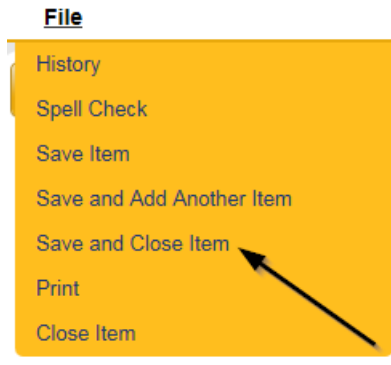 File
History
Spell Check
Save Item
Save and Add Another Item
Save and Close Item
Print
Close Item